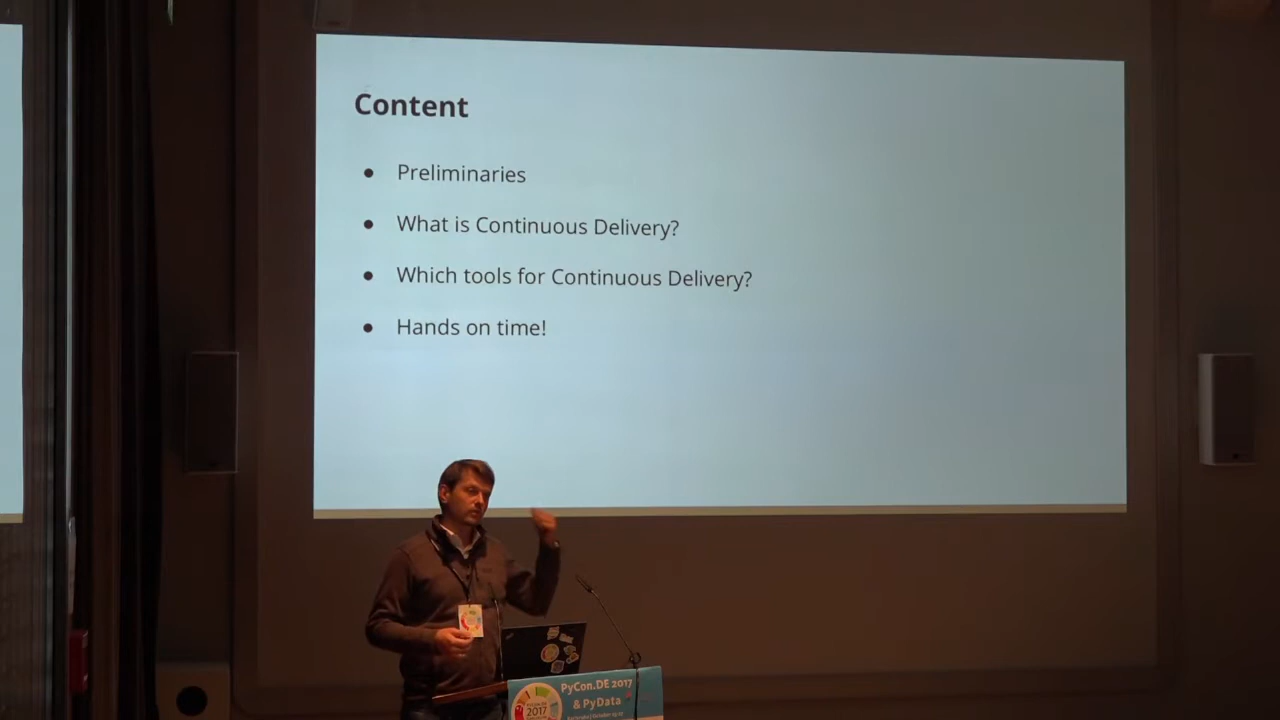 Content
Preliminaries
What is Continuous Delivery?
Which tools for Continuous Delivery?
Hands on time!
PyCon.DE 2017
& PyData
2017